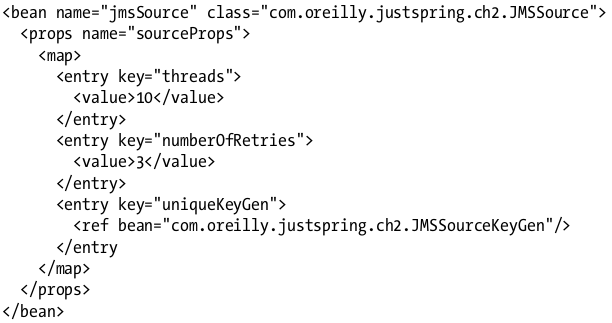 <bean name="jmsSource" class="com.oreilly.justspring.ch2.JMSSource">
  <props name="sourceProps">
    <map>
      <entry key="threads">
        <value>10</value>
      </entry>
      <entry key="numberOfRetries">
        <value>3</value>
      </entry>
      <entry key="uniqueKeyGen">
        <ref bean="com.oreilly.justspring.ch2.JMSSourceKeyGen"/>
      </entry
    </map>
  </props>
</bean>